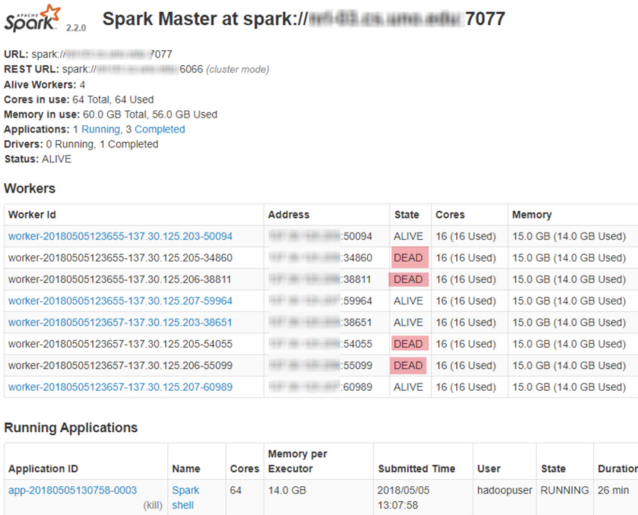 APACHE
Spark 2.2.0 Spark Master at spark:// :7077
URL: spark:// 7077
REST URL: spark:// 6066 (cluster mode)
Alive Workers: 4
Cores in use: 64 Total, 64 Used
Memory in use: 60.0 GB Total, 56.0 GB Used
Applications: 1 Running, 3 Completed
Drivers: 0 Running, 1 Completed
Status: ALIVE
Workers
Worker Id Address State Cores Memory
worker-20180505123655-137.30.125.203-50094 :50094 ALIVE 16 (16 Used) 15.0 GB (14.0 GB Used)
worker-20180505123655-137.30.125.205-34860 :34860 DEAD 16 (16 Used) 15.0 GB (14.0 GB Used)
worker-20180505123655-137.30.125.206-38811 :38811 DEAD 16 (16 Used) 15.0 GB (14.0 GB Used)
worker-20180505123655-137.30.125.207-59964 :59964 ALIVE 16 (16 Used) 15.0 GB (14.0 GB Used)
worker-20180505123657-137.30.125.203-38651 :38651 ALIVE 16 (16 Used) 15.0 GB (14.0 GB Used)
worker-20180505123657-137.30.125.205-54055 :54055 DEAD 16 (16 Used) 15.0 GB (14.0 GB Used)
worker-20180505123657-137.30.125.206-55099 :55099 DEAD 16 (16 Used) 15.0 GB (14.0 GB Used)
worker-20180505123657-137.30.125.207-60989 :60989 ALIVE 16 (16 Used) 15.0 GB (14.0 GB Used)
Running Applications
Application ID Name Cores Memory per Executor Submitted Time User State Duration
app-20180505130758-0003 Spark 64 14.0 GB 2018/05/05 hadoopuser RUNNING 26 min
(kill) shell 13:07:58